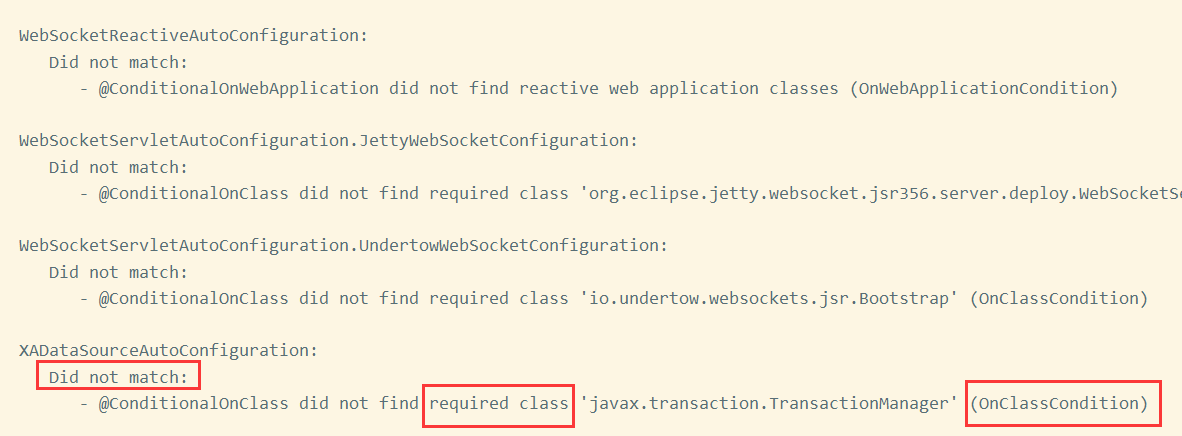 WebSocketReactiveAutoConfiguration:
Did not match:
- @ConditionalOnWebApplication did not find reactive web application classes (OnWebApplicationCondition)
WebSocketServletAutoConfiguration.JettyWebSocketConfiguration:
Did not match:
- @ConditionalOnClass did not find required class 'org.eclipse.jetty.websocket.jsr356.server.deploy.WebSocketSe
WebSocketServletAutoConfiguration.UndertowWebSocketConfiguration:
Did not match:
- @ConditionalOnClass did not find required class 'io.undertow.websockets.jsr.Bootstrap' (OnClassCondition)
XADataSourceAutoConfiguration:
Did not match:
- @ConditionalOnClass did not find required class 'javax.transaction.TransactionManager' (OnClassCondition)